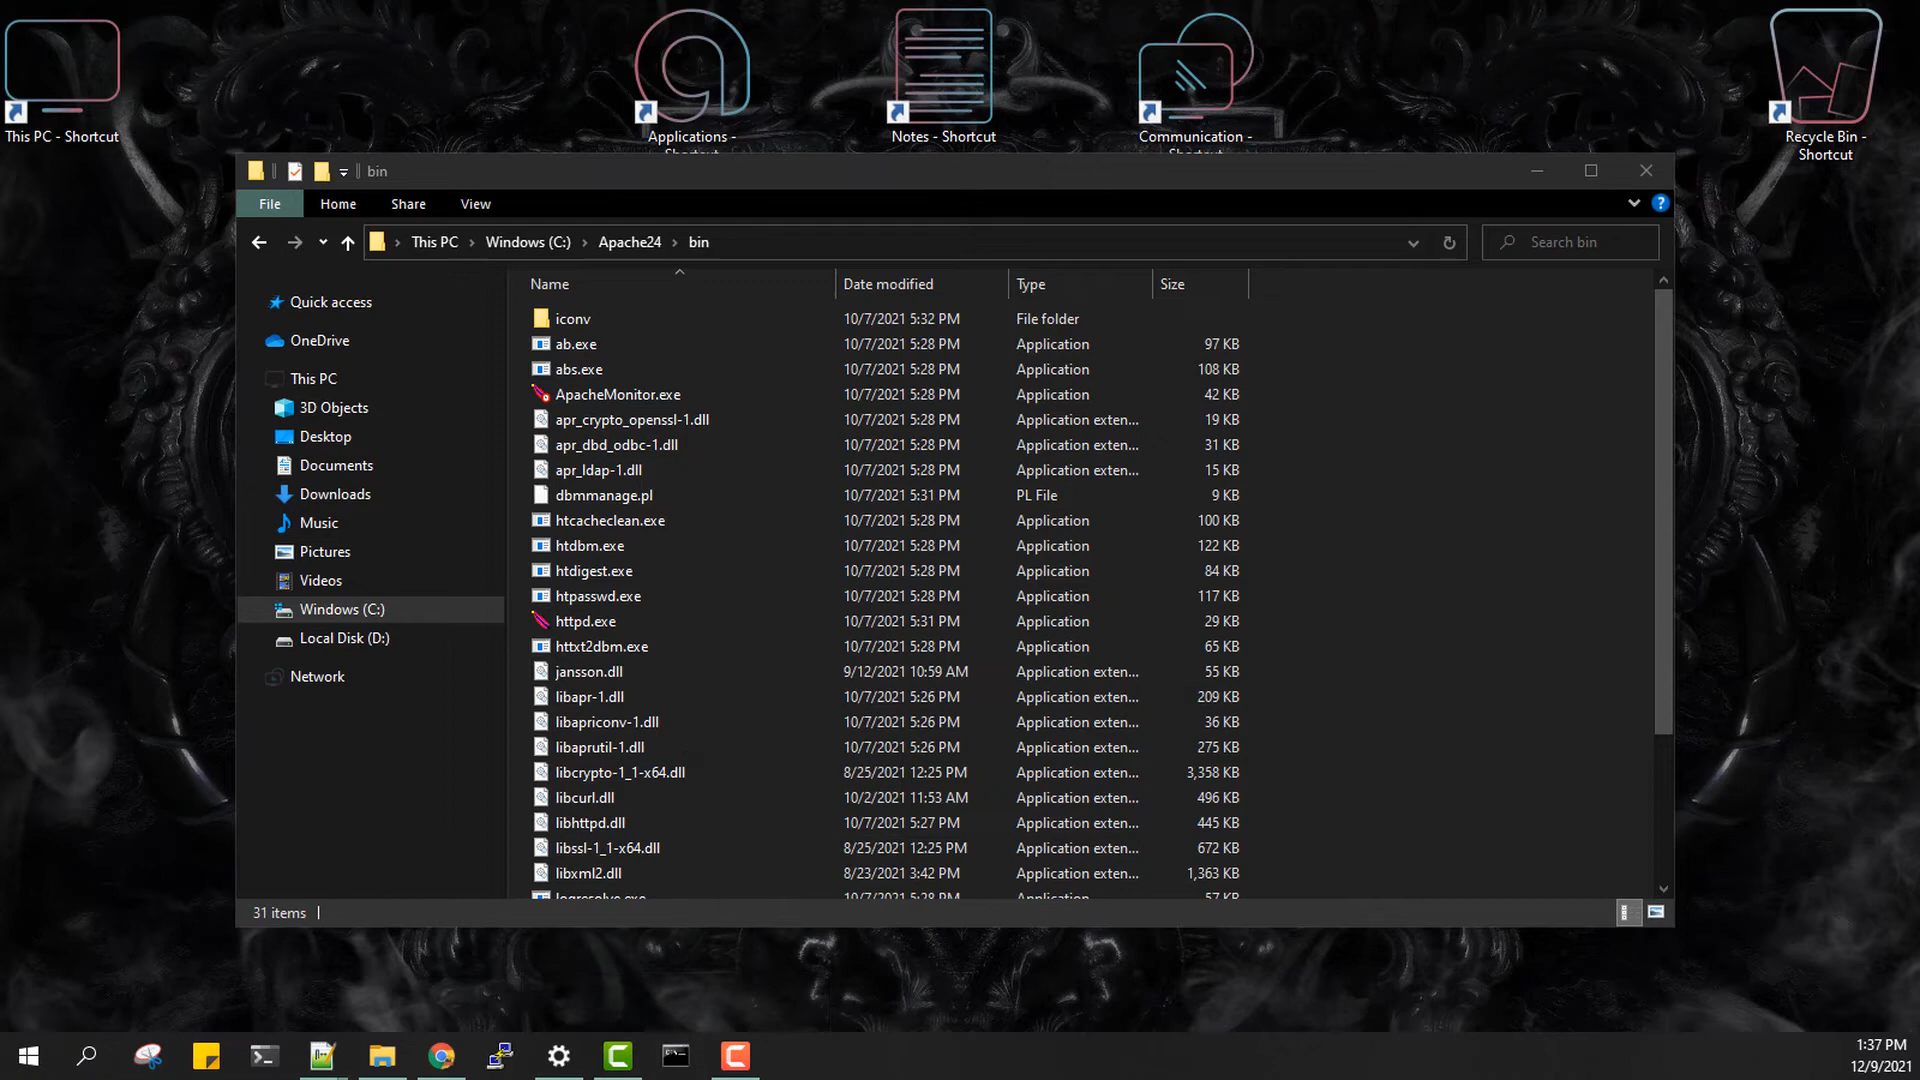 This PC - Shortcut
Applications -
Notes - Shortcut
Communication -
Recycle Bin -
Shortcut
bin
File Home Share View
This PC › Windows (C:) › Apache24 › bin
Search bin
Quick access
OneDrive
This PC
3D Objects
Desktop
Documents
Downloads
Music
Pictures
Videos
Windows (C:)
Local Disk (D:)
Network
Name Date modified Type Size
iconv 10/7/2021 5:32 PM File folder
ab.exe 10/7/2021 5:28 PM Application 97 KB
abs.exe 10/7/2021 5:28 PM Application 108 KB
ApacheMonitor.exe 10/7/2021 5:28 PM Application 42 KB
apr_crypto_openssl-1.dll 10/7/2021 5:28 PM Application exten... 19 KB
apr_dbd_odbc-1.dll 10/7/2021 5:28 PM Application exten... 31 KB
apr_ldap-1.dll 10/7/2021 5:28 PM Application exten... 15 KB
dbmmanage.pl 10/7/2021 5:31 PM PL File 9 KB
htcacheclean.exe 10/7/2021 5:28 PM Application 100 KB
htdbm.exe 10/7/2021 5:28 PM Application 122 KB
htdigest.exe 10/7/2021 5:28 PM Application 84 KB
htpasswd.exe 10/7/2021 5:28 PM Application 117 KB
httpd.exe 10/7/2021 5:31 PM Application 29 KB
httxt2dbm.exe 10/7/2021 5:28 PM Application 65 KB
jansson.dll 9/12/2021 10:59 AM Application exten... 55 KB
libapr-1.dll 10/7/2021 5:26 PM Application exten... 209 KB
libapriconv-1.dll 10/7/2021 5:26 PM Application exten... 36 KB
libaprutil-1.dll 10/7/2021 5:26 PM Application exten... 275 KB
libcrypto-1_1-x64.dll 8/25/2021 12:25 PM Application exten... 3,358 KB
libcurl.dll 10/2/2021 11:53 AM Application exten... 496 KB
libhttpd.dll 10/7/2021 5:27 PM Application exten... 445 KB
libssl-1_1-x64.dll 8/25/2021 12:25 PM Application exten... 672 KB
libxml2.dll 8/23/2021 3:42 PM Application exten... 1,363 KB
logresolve.exe 10/7/2021 5:28 PM Application 57 KB
31 items
1:37 PM
12/9/2021